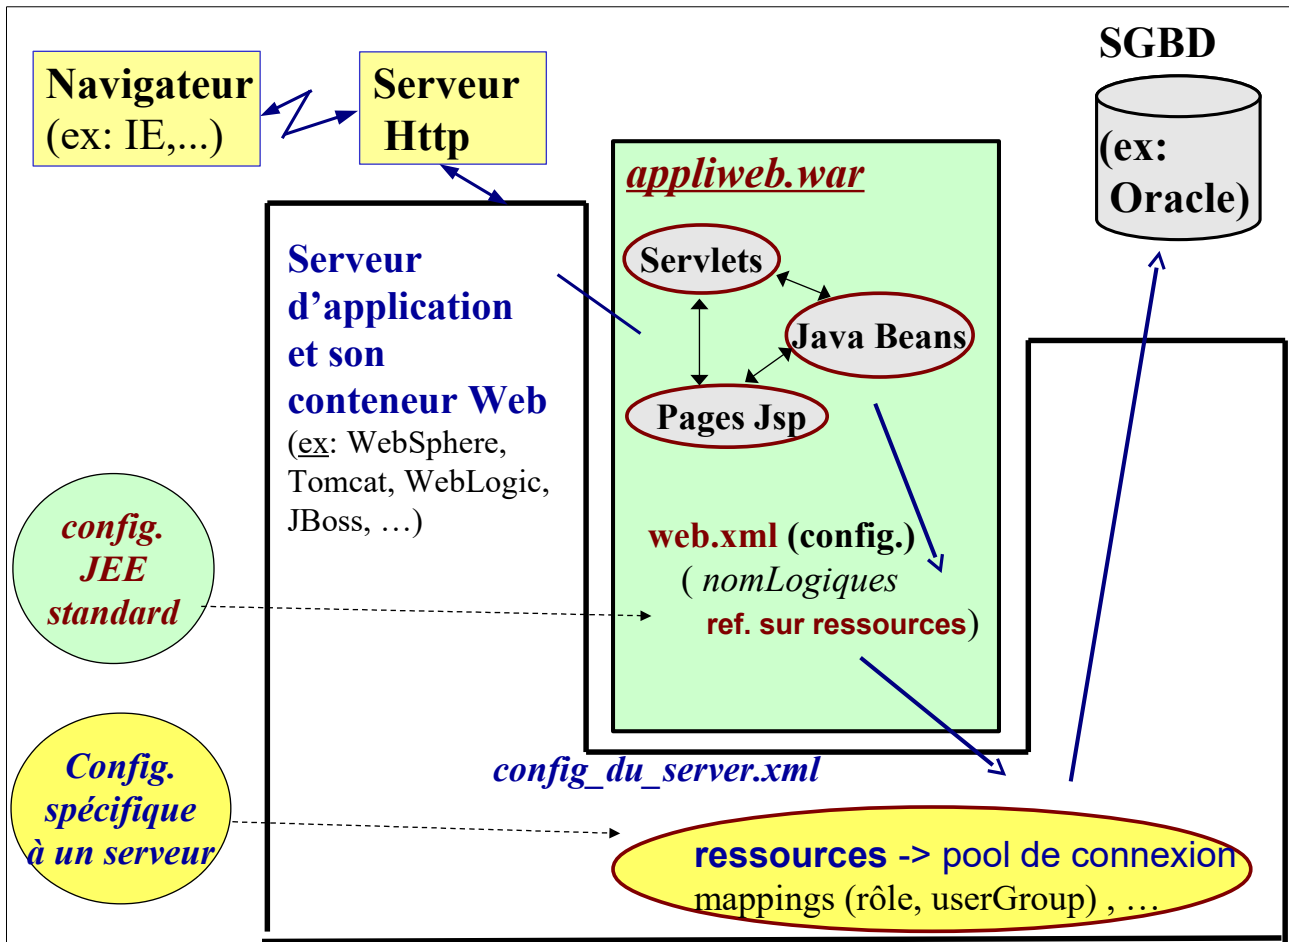 Navigateur
(ex: IE,...)
Serveur
Http
SGBD
(ex:
Oracle)
appliweb.war
Servlets
Java Beans
Pages Jsp
web.xml (config.)
( nomLogiques
ref. sur ressources)
Serveur
d’application
et son
conteneur Web
(ex: WebSphere,
Tomcat, WebLogic,
JBoss, …)
config.
JEE
standard
Config.
spécifique
à un serveur
config_du_server.xml
ressources -> pool de connexion
mappings (rôle, userGroup) , …